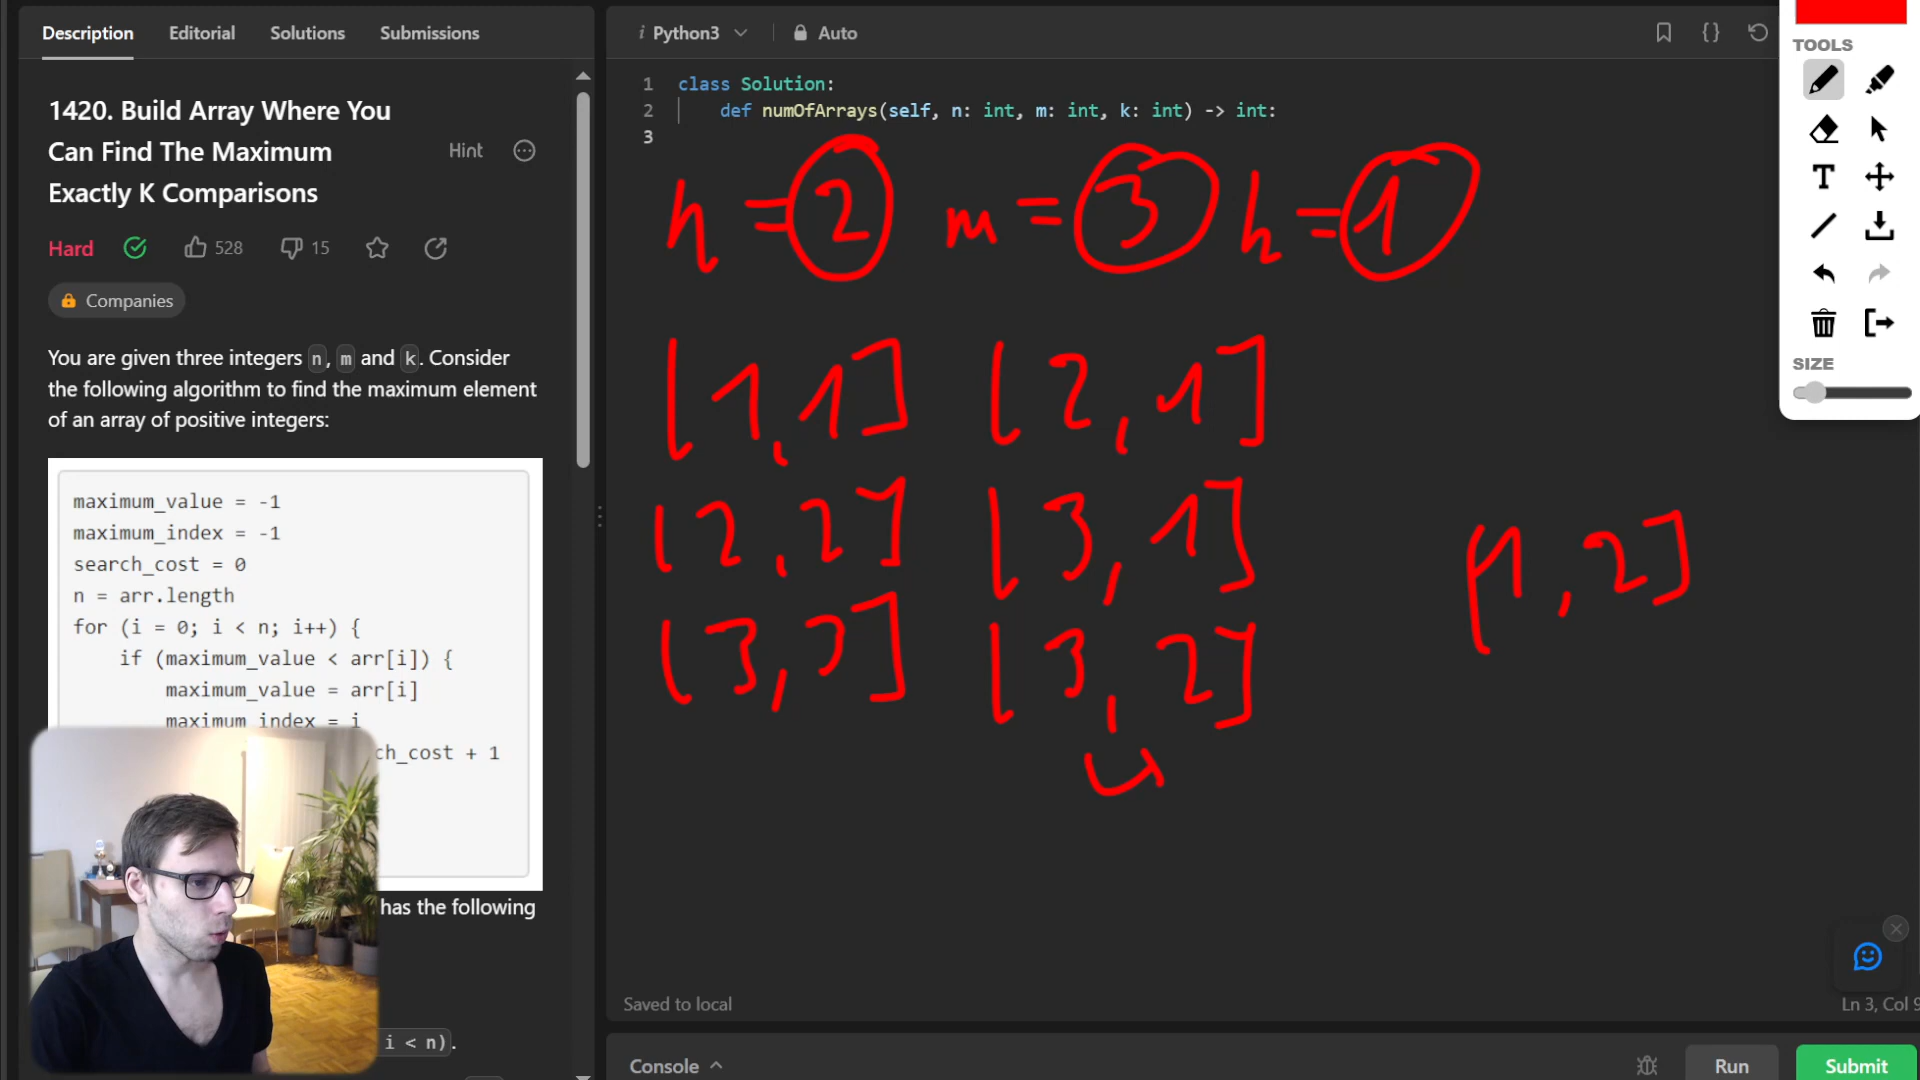 Description Editorial Solutions Submissions
1420. Build Array Where You
Can Find The Maximum
Exactly K Comparisons
Hint
Hard 528 15
Companies
You are given three integers n, m and k. Consider
the following algorithm to find the maximum element
of an array of positive integers:
maximum_value = -1
maximum_index = -1
search_cost = 0
n = arr.length
for (i = 0; i < n; i++) {
if (maximum_value < arr[i]) {
maximum_value = arr[i]
maximum_index = i
ch_cost + 1
has the following
i < n).
i Python3 Auto
1 class Solution:
2 def numOfArrays(self, n: int, m: int, k: int) -> int:
3
n = 2 m = 3 h = 1
[1,1] [2,1]
[2,2] [3,1]
[1,2]
[3,3] [3,2]
Saved to local
Ln 3, Col 9
Console
Run
Submit
TOOLS
T
SIZE